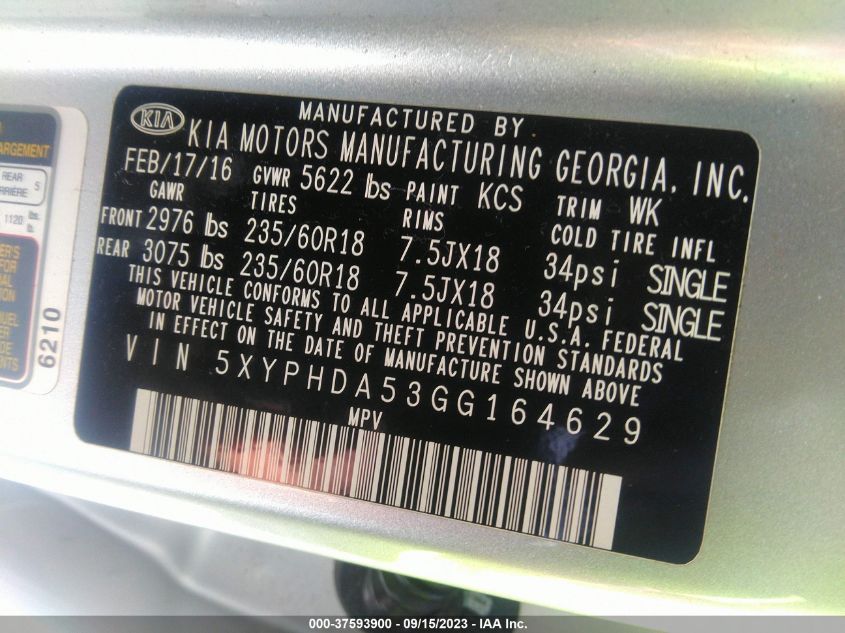 KIA
MANUFACTURED BY
KIA MOTORS MANUFACTURING GEORGIA, INC.
FEB/17/16 GVWR 5622 lbs PAINT KCS TRIM WK
GAWR TIRES RIMS COLD TIRE INFL
FRONT 2976 lbs 235/60R18 7.5JX18 34psi SINGLE
REAR 3075 lbs 235/60R18 7.5JX18 34psi SINGLE
THIS VEHICLE CONFORMS TO ALL APPLICABLE U.S.A. FEDERAL
MOTOR VEHICLE SAFETY AND THEFT PREVENTION STANDARDS
IN EFFECT ON THE DATE OF MANUFACTURE SHOWN ABOVE
VIN 5XYPHDA53GG164629
MPV
REAR
S
1120 lbs.
lb.
6210
000-37593900 - 09/15/2023 - IAA Inc.